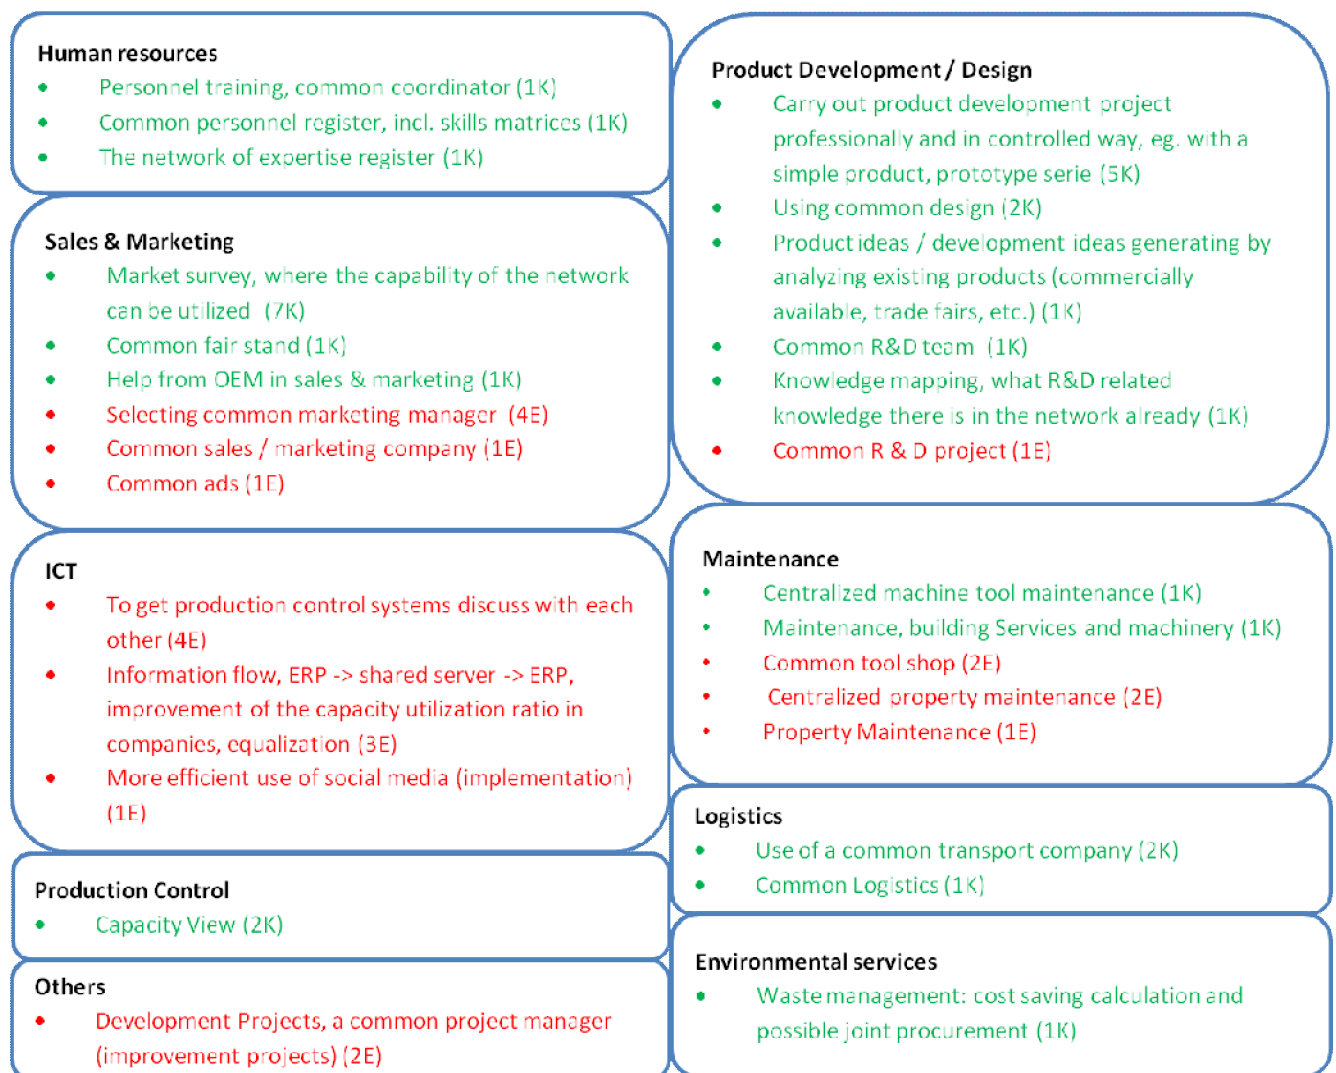 Human resources
• Personnel training, common coordinator (1K)
• Common personnel register, incl. skills matrices (1K)
• The network of expertise register (1K)
Sales & Marketing
• Market survey, where the capability of the network
can be utilized (7K)
• Common fair stand (1K)
• Help from OEM in sales & marketing (1K)
• Selecting common marketing manager (4E)
• Common sales / marketing company (1E)
• Common ads (1E)
ICT
• To get production control systems discuss with each
other (4E)
• Information flow, ERP -> shared server -> ERP,
improvement of the capacity utilization ratio in
companies, equalization (3E)
• More efficient use of social media (implementation)
(1E)
Production Control
• Capacity View (2K)
Others
• Development Projects, a common project manager
(improvement projects) (2E)
Product Development / Design
• Carry out product development project
professionally and in controlled way, eg. with a
simple product, prototype serie (5K)
• Using common design (2K)
• Product ideas / development ideas generating by
analyzing existing products (commercially
available, trade fairs, etc.) (1K)
• Common R&D team (1K)
• Knowledge mapping, what R&D related
knowledge there is in the network already (1K)
• Common R & D project (1E)
Maintenance
• Centralized machine tool maintenance (1K)
• Maintenance, building Services and machinery (1K)
• Common tool shop (2E)
• Centralized property maintenance (2E)
• Property Maintenance (1E)
Logistics
• Use of a common transport company (2K)
• Common Logistics (1K)
Environmental services
• Waste management: cost saving calculation and
possible joint procurement (1K)